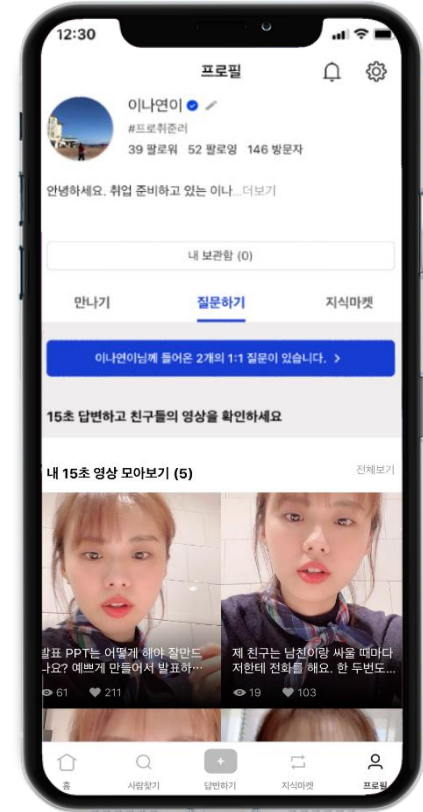 12:30
프로필
이나연이
#프로취준러
39 팔로워 52 팔로잉 146 방문자
안녕하세요. 취업 준비하고 있는 이나...더보기
내 보관함 (0)
만나기 질문하기 지식마켓
이나연이님께 들어온 2개의 1:1 질문이 있습니다. >
15초 답변하고 친구들의 영상을 확인하세요
내 15초 영상 모아보기 (5) 전체보기
발표 PPT는 어떻게 해야 잘만드
나요? 예쁘게 만들어서 발표하…
61 211
제 친구는 남친이랑 싸울 때마다
저한테 전화를 해요. 한 두번도…
19 103
홈 사람찾기 답변하기 지식마켓 프로필